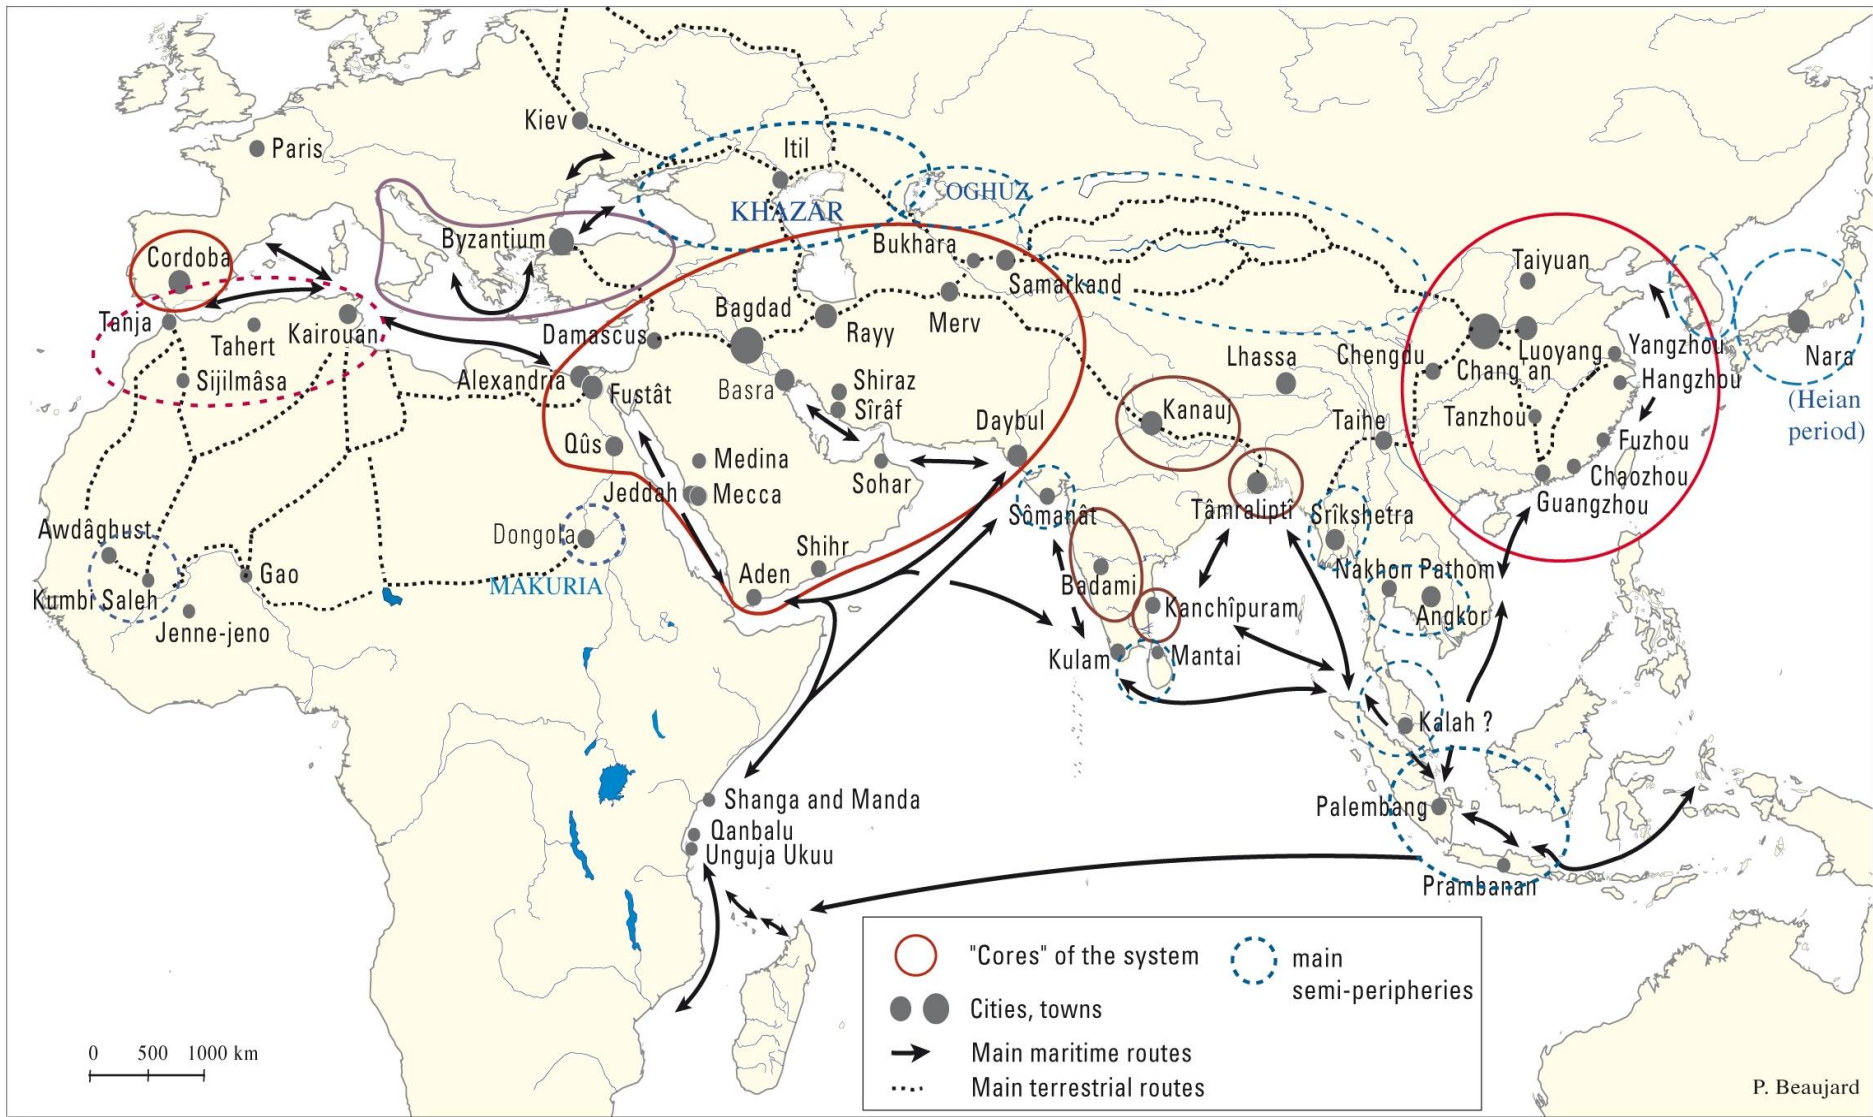 Kiev
Paris
Itil
OGHUZ
KHAZAR
Byzantium
Bukhara
Cordoba
Samarkand
Taiyuan
Tanja
Tahert
Kairouan
Damascus
Bagdad
Rayy
Merv
Lhassa
Chengdu
Chang'an
Luoyang
Yangzhou
Nara
(Heian
period)
Sijilmâsa
Alexandria
Fustât
Basra
Shiraz
Sîrâf
Hangzhou
Kanauj
Daybul
Taihe
Tanzhou
Fuzhou
Qûs
Medina
Jeddah
Mecca
Sohar
Chaozhou
Guangzhou
Sômanât
Tâmraliptî
Srîkshetra
Awdâghust
Dongola
MAKURIA
Shihr
Aden
Gao
Kumbi Saleh
Jenne-jeno
Badami
Kanchîpuram
Nakhon Pathom
Angkor
Kulam
Mantai
Kalah ?
Shanga and Manda
Qanbalu
Unguja Ukuu
Palembang
Prambanan
"Cores" of the system
main
semi-peripheries
Cities, towns
Main maritime routes
Main terrestrial routes
0 500 1000 km
P. Beaujard